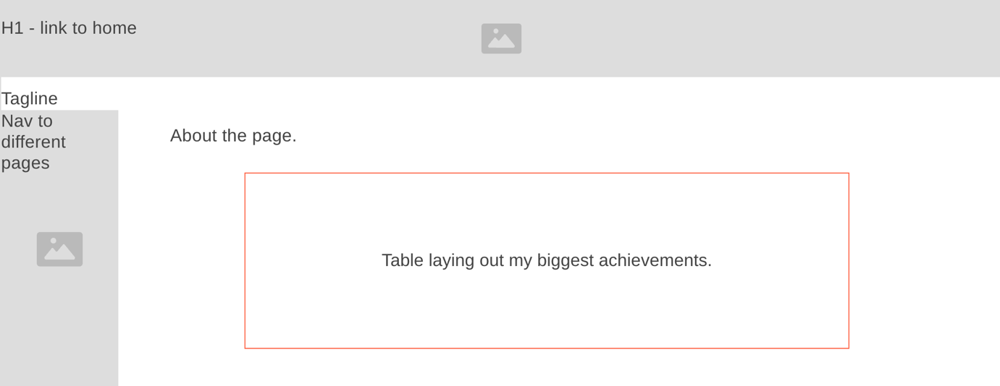 H1 - link to home
Tagline
Nav to
different
pages
About the page.
Table laying out my biggest achievements.